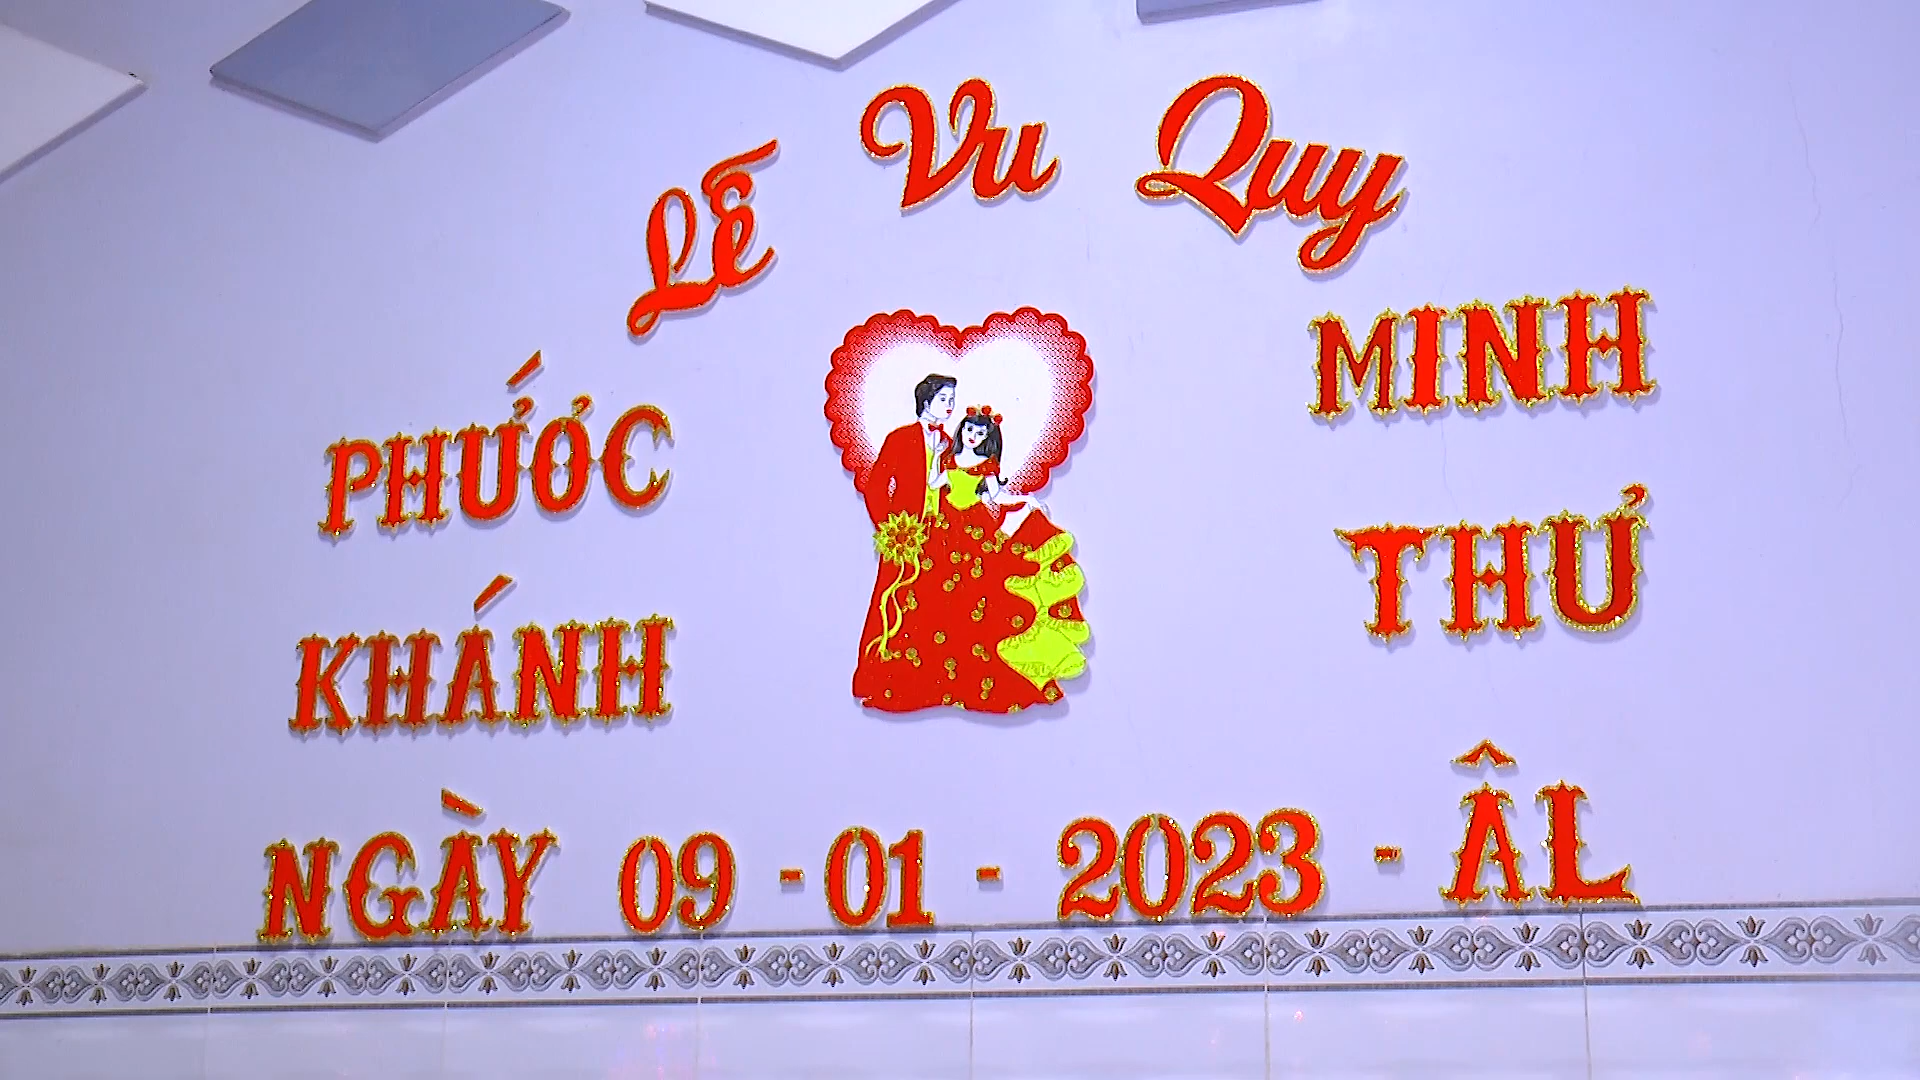 Lễ Vu Quy
PHƯỚC
KHÁNH
MINH
THƯ
NGÀY 09 - 01 - 2023 - ÂL